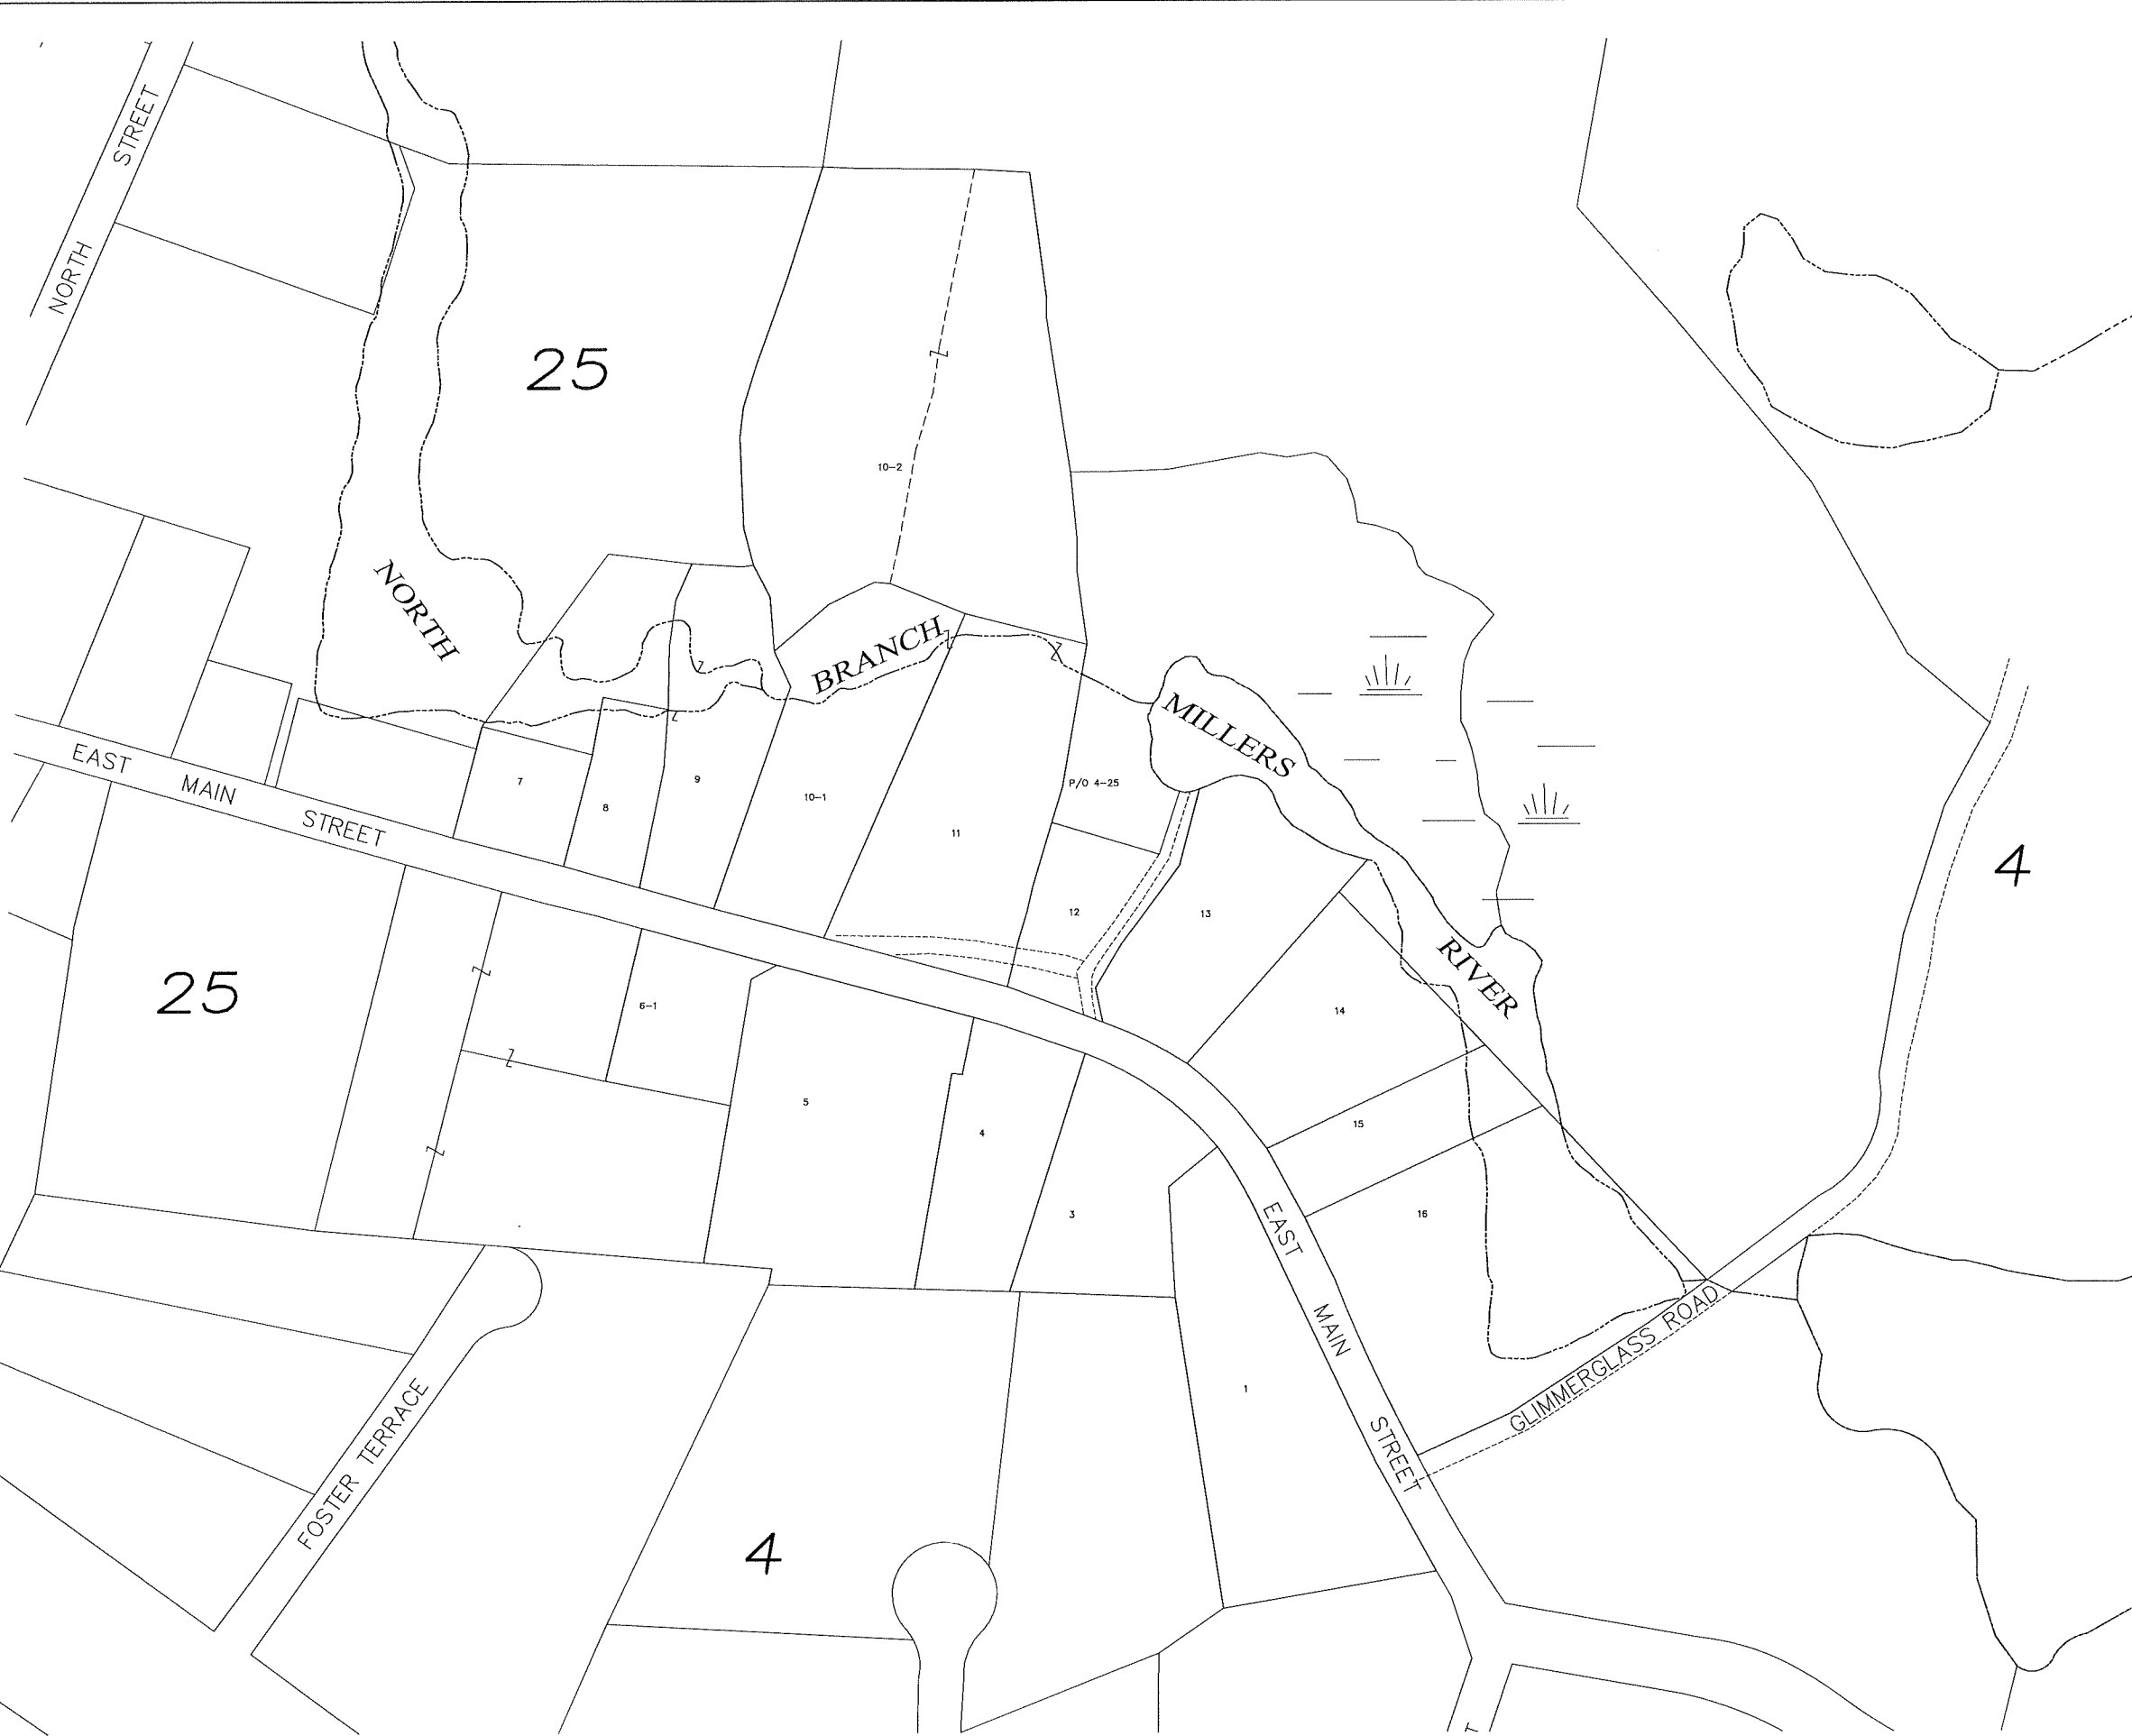 NORTH STREET
25
10-2
NORTH BRANCH MILLERS RIVER
EAST MAIN STREET
7
8
9
10-1
11
P/O 4-25
12
13
14
15
16
4
25
6-1
5
4
3
1
EAST MAIN STREET
GLIMMERGLASS ROAD
FOSTER TERRACE
4
T